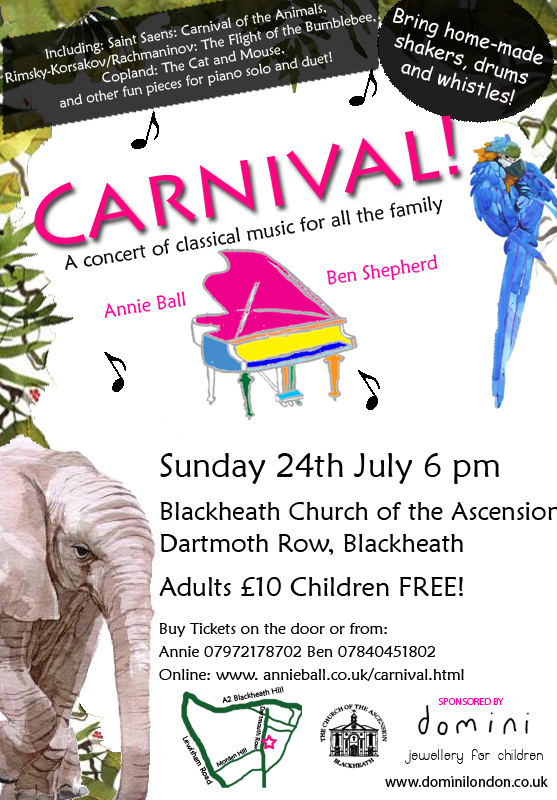 Including: Saint Saens: Carnival of the Animals,
Rimsky-Korsakov/Rachmaninov: The Flight of the Bumblebee,
Copland: The Cat and Mouse,
and other fun pieces for piano solo and duet!
Bring home-made
shakers, drums
and whistles!
CARNIVAL!
A concert of classical music for all the family
Annie Ball
Ben Shepherd
Sunday 24th July 6 pm
Blackheath Church of the Ascension
Dartmoth Row, Blackheath
Adults £10 Children FREE!
Buy Tickets on the door or from:
Annie 07972178702 Ben 07840451802
Online: www. annieball.co.uk/carnival.html
A2 Blackheath Hill
Dartmouth Row
Morden Hill
Lewisham Road
THE CHURCH OF THE ASCENSION
BLACKHEATH
SPONSORED BY
domini
jewellery for children
www.dominilondon.co.uk